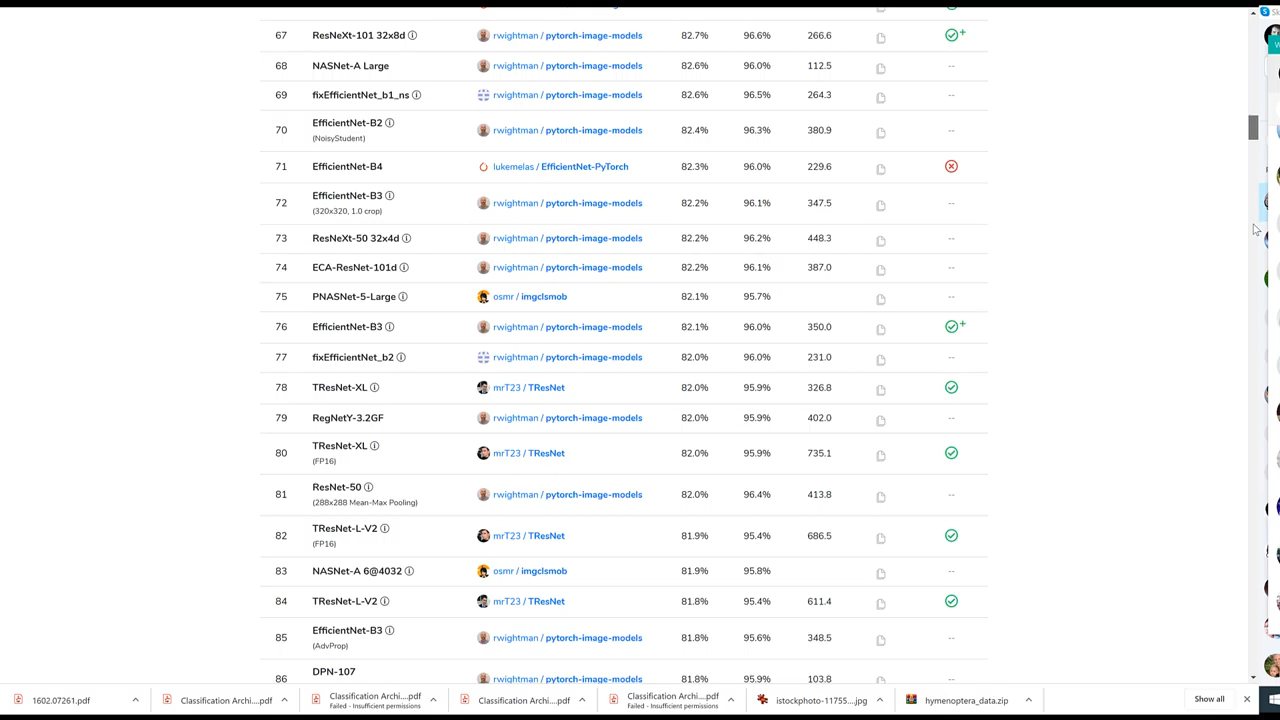 67 ResNeXt-101 32x8d rwightman / pytorch-image-models 82.7% 96.6% 266.6
68 NASNet-A Large rwightman / pytorch-image-models 82.6% 96.0% 112.5 --
69 fixEfficientNet_b1_ns rwightman / pytorch-image-models 82.6% 96.5% 264.3 --
70 EfficientNet-B2 rwightman / pytorch-image-models 82.4% 96.3% 380.9 --
(NoisyStudent)
71 EfficientNet-B4 lukemelas / EfficientNet-PyTorch 82.3% 96.0% 229.6
72 EfficientNet-B3 rwightman / pytorch-image-models 82.2% 96.1% 347.5 --
(320x320, 1.0 crop)
73 ResNeXt-50 32x4d rwightman / pytorch-image-models 82.2% 96.2% 448.3 --
74 ECA-ResNet-101d rwightman / pytorch-image-models 82.2% 96.1% 387.0 --
75 PNASNet-5-Large osmr / imgclsmob 82.1% 95.7% --
76 EfficientNet-B3 rwightman / pytorch-image-models 82.1% 96.0% 350.0
77 fixEfficientNet_b2 rwightman / pytorch-image-models 82.0% 96.0% 231.0 --
78 TResNet-XL mrT23 / TResNet 82.0% 95.9% 326.8
79 RegNetY-3.2GF rwightman / pytorch-image-models 82.0% 95.9% 402.0 --
80 TResNet-XL mrT23 / TResNet 82.0% 95.9% 735.1
(FP16)
81 ResNet-50 rwightman / pytorch-image-models 82.0% 96.4% 413.8 --
(288x288 Mean-Max Pooling)
82 TResNet-L-V2 mrT23 / TResNet 81.9% 95.4% 686.5
(FP16)
83 NASNet-A 6@4032 osmr / imgclsmob 81.9% 95.8% --
84 TResNet-L-V2 mrT23 / TResNet 81.8% 95.4% 611.4
85 EfficientNet-B3 rwightman / pytorch-image-models 81.8% 95.6% 348.5 --
(AdvProp)
86 DPN-107 rwightman / pytorch-image-models 81.8% 95.9% 103.8 --
1602.07261.pdf
Classification Archi....pdf
Classification Archi....pdf
Failed - Insufficient permissions
Classification Archi....pdf
Classification Archi....pdf
Failed - Insufficient permissions
istockphoto-11755...jpg
hymenoptera_data.zip
Show all